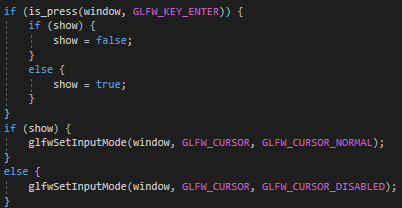 if (is_press(window, GLFW_KEY_ENTER)) {
    if (show) {
        show = false;
    }
    else {
        show = true;
    }
}
if (show) {
    glfwSetInputMode(window, GLFW_CURSOR, GLFW_CURSOR_NORMAL);
}
else {
    glfwSetInputMode(window, GLFW_CURSOR, GLFW_CURSOR_DISABLED);
}